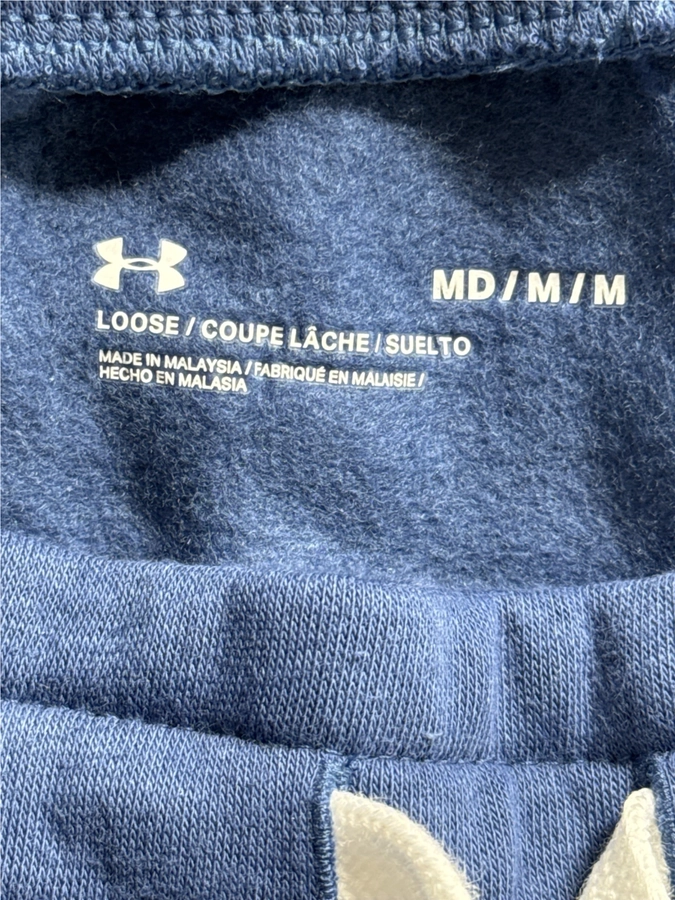 MD / M / M
LOOSE / COUPE LÂCHE / SUELTO
MADE IN MALAYSIA / FABRIQUÉ EN MALAISIE /
HECHO EN MALASIA